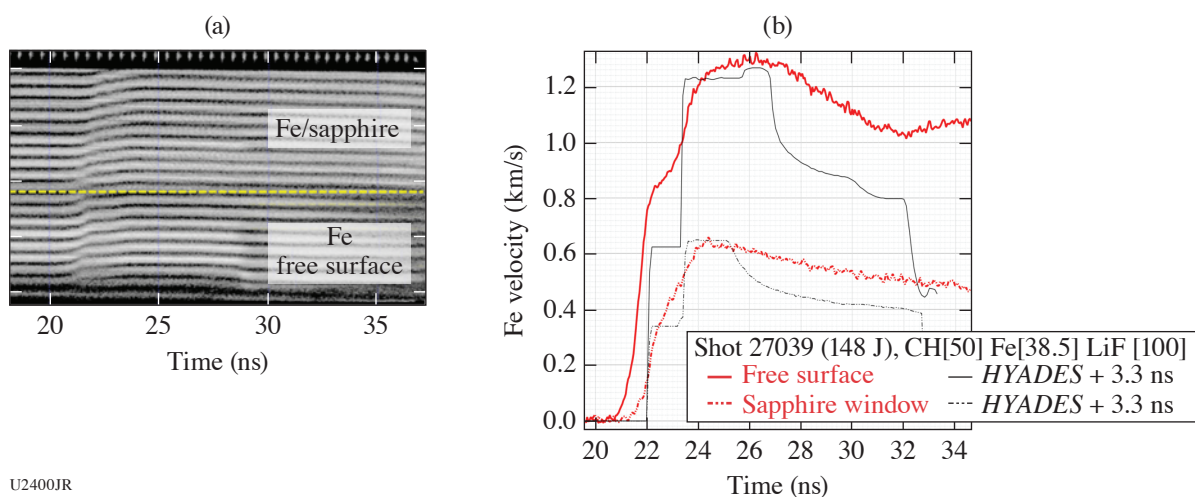 (a)
Fe/sapphire
Fe
free surface
20 25 30 35
Time (ns)
U2400JR
(b)
Fe velocity (km/s)
1.2
1.0
0.8
0.6
0.4
0.2
0.0
Shot 27039 (148 J), CH[50] Fe[38.5] LiF [100]
Free surface HYADES + 3.3 ns
Sapphire window HYADES + 3.3 ns
20 22 24 26 28 30 32 34
Time (ns)